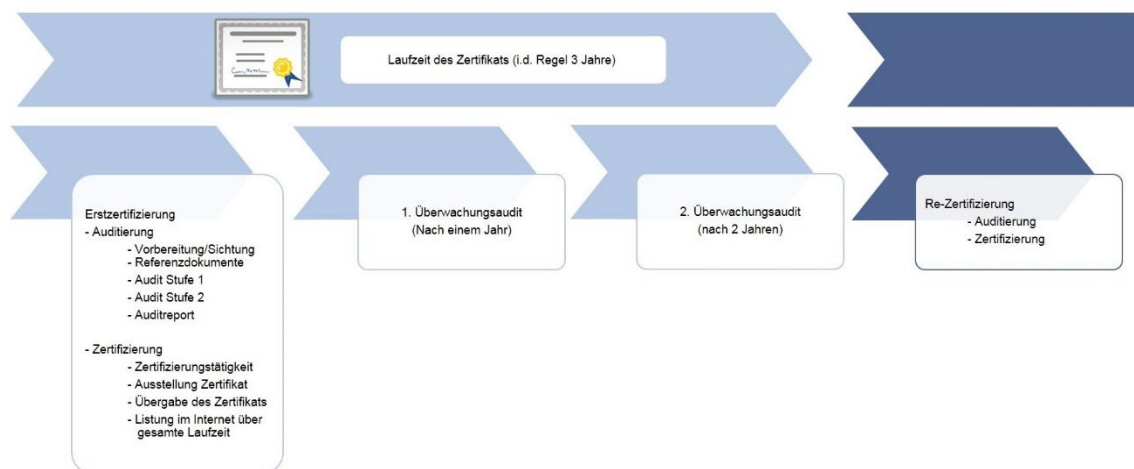 Laufzeit des Zertifikats (i.d. Regel 3 Jahre)
Erstzertifizierung
- Auditierung
- Vorbereitung/Sichtung
- Referenzdokumente
- Audit Stufe 1
- Audit Stufe 2
- Auditreport
- Zertifizierung
- Zertifizierungstätigkeit
- Ausstellung Zertifikat
- Übergabe des Zertifikats
- Listung im Internet über
gesamte Laufzeit
1. Überwachungsaudit
(Nach einem Jahr)
2. Überwachungsaudit
(nach 2 Jahren)
Re-Zertifizierung
- Auditierung
- Zertifizierung